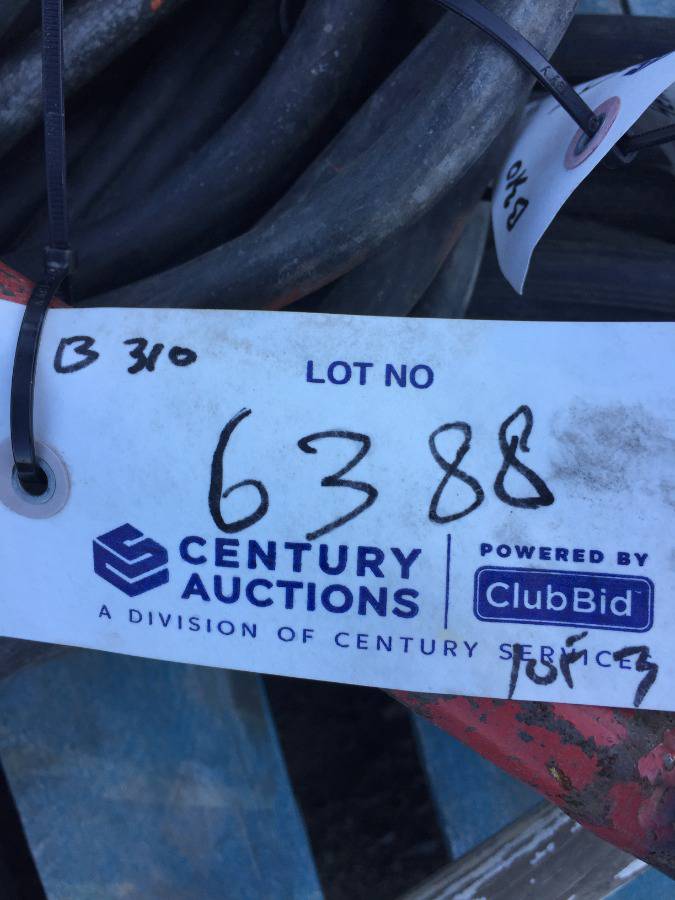 B 310
LOT NO
6388
CENTURY
AUCTIONS
A DIVISION OF CENTURY SERVICES
POWERED BY
ClubBid
1 OF 3